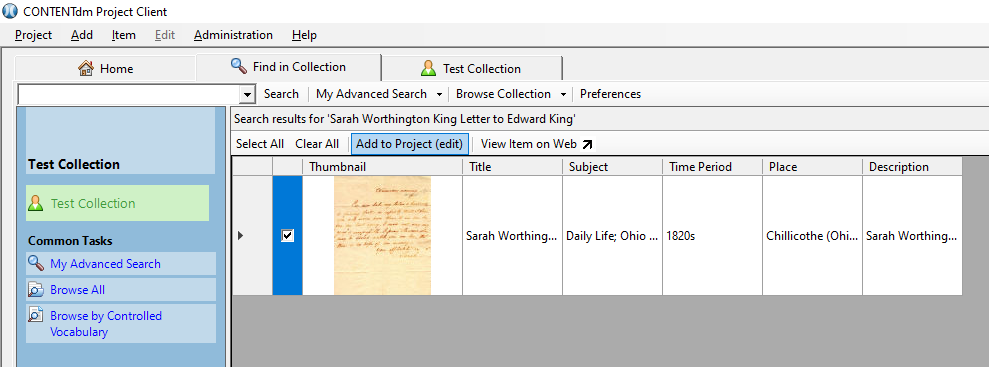 CONTENTdm Project Client
Project Add Item Edit Administration Help
Home Find in Collection Test Collection
Search My Advanced Search Browse Collection Preferences
Test Collection
Test Collection
Common Tasks
My Advanced Search
Browse All
Browse by Controlled
Vocabulary
Search results for 'Sarah Worthington King Letter to Edward King'
Select All Clear All Add to Project (edit) View Item on Web
Thumbnail Title Subject Time Period Place Description
Sarah Worthing... Daily Life; Ohio ... 1820s Chillicothe (Ohi... Sarah Worthing...